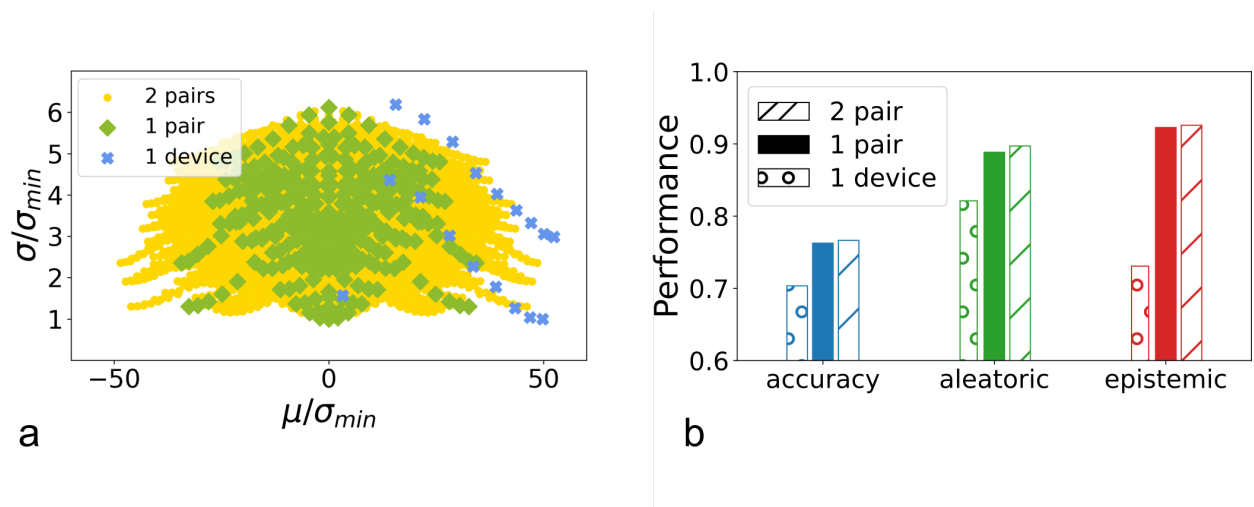 2 pairs
1 pair
1 device
6
5
4
3
2
1
σ/σmin
−50
0
50
μ/σmin
a
1.0
0.9
0.8
0.7
0.6
Performance
2 pair
1 pair
1 device
accuracy
aleatoric
epistemic
b